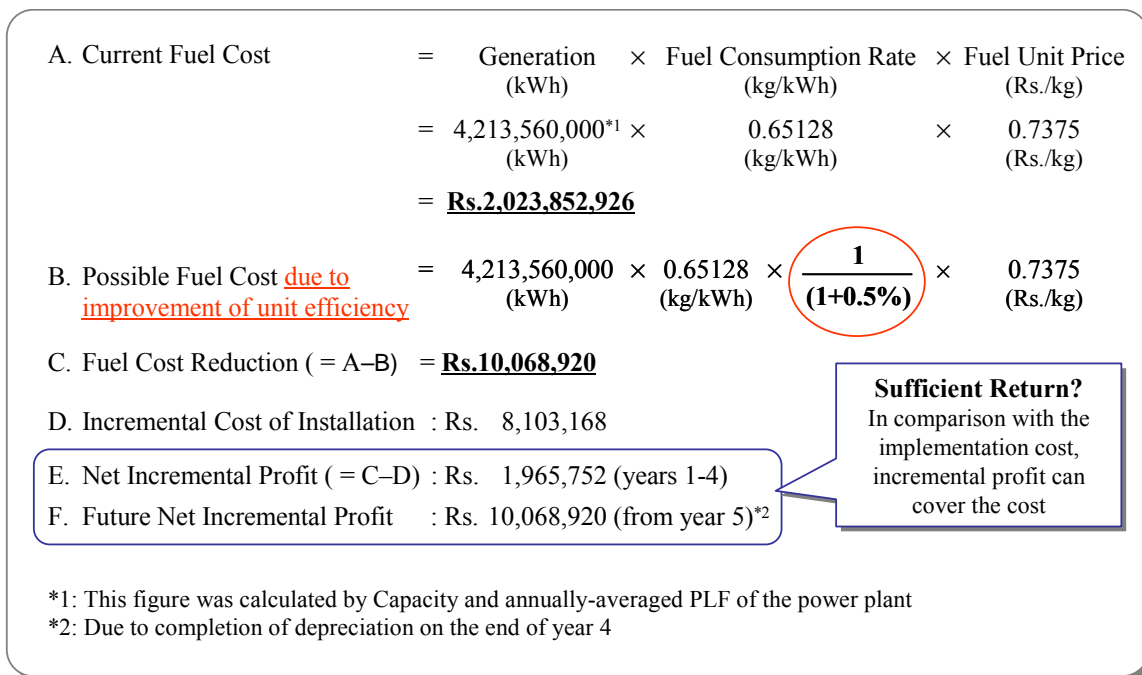 A. Current Fuel Cost = Generation × Fuel Consumption Rate × Fuel Unit Price
(kWh) (kg/kWh) (Rs./kg)
= 4,213,560,000*1 × 0.65128 × 0.7375
(kWh) (kg/kWh) (Rs./kg)
= Rs.2,023,852,926
B. Possible Fuel Cost due to
improvement of unit efficiency
= 4,213,560,000 × 0.65128 × 1 × 0.7375
(kWh) (kg/kWh) (1+0.5%) (Rs./kg)
C. Fuel Cost Reduction ( = A–B) = Rs.10,068,920
D. Incremental Cost of Installation : Rs. 8,103,168
E. Net Incremental Profit ( = C–D) : Rs. 1,965,752 (years 1-4)
F. Future Net Incremental Profit : Rs. 10,068,920 (from year 5)*2
Sufficient Return?
In comparison with the
implementation cost,
incremental profit can
cover the cost
*1: This figure was calculated by Capacity and annually-averaged PLF of the power plant
*2: Due to completion of depreciation on the end of year 4